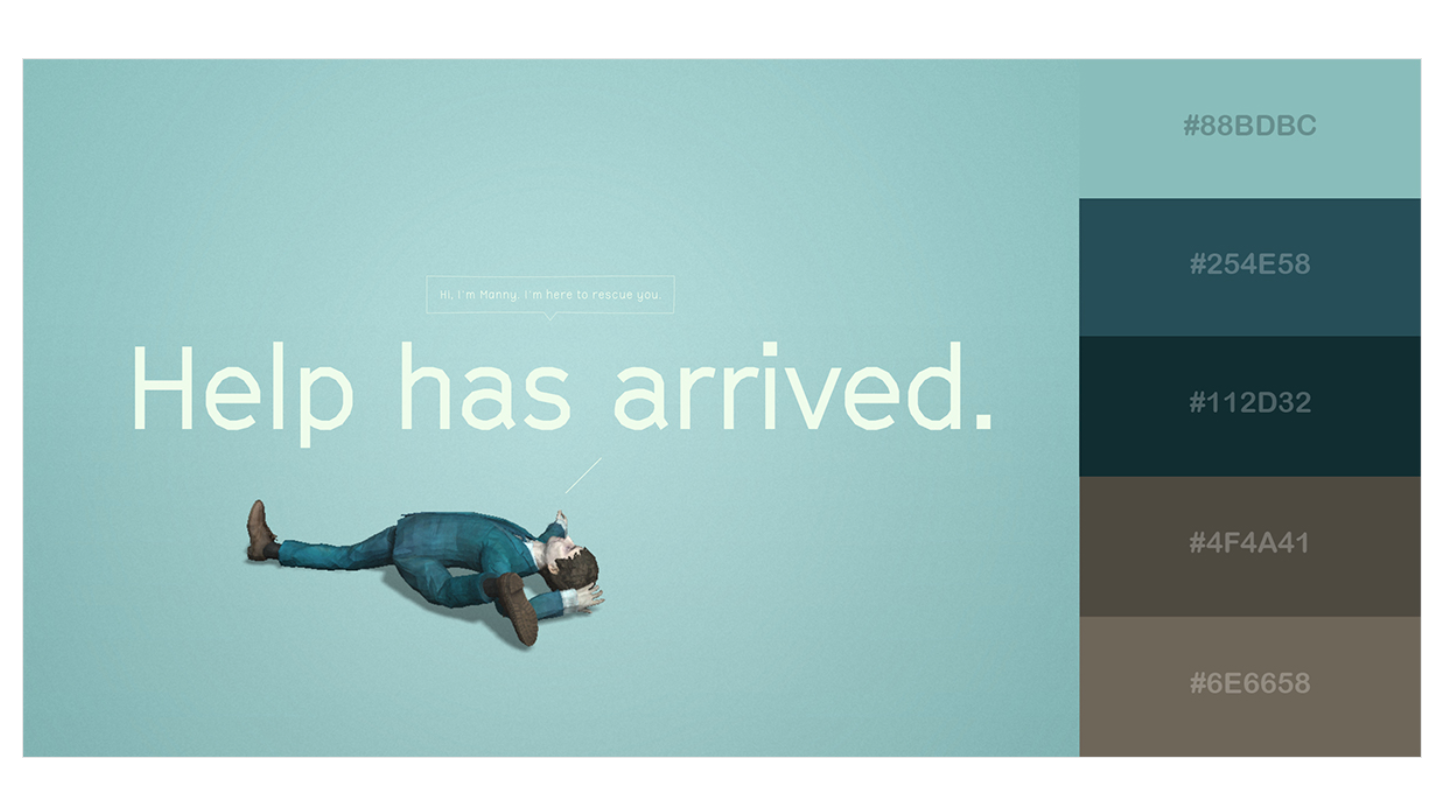 Hi, I'm Manny. I'm here to rescue you.
Help has arrived.
#88BDBC
#254E58
#112D32
#4F4A41
#6E6658